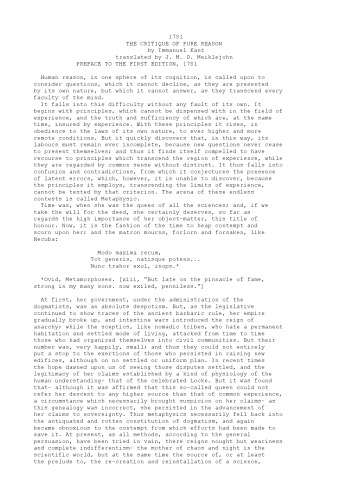 1781
THE CRITIQUE OF PURE REASON
by Immanuel Kant
translated by J. M. D. Meiklejohn
PREFACE TO THE FIRST EDITION, 1781
Human reason, in one sphere of its cognition, is called upon to
consider questions, which it cannot decline, as they are presented
by its own nature, but which it cannot answer, as they transcend every
faculty of the mind.
It falls into this difficulty without any fault of its own. It
begins with principles, which cannot be dispensed with in the field of
experience, and the truth and sufficiency of which are, at the same
time, insured by experience. With these principles it rises, in
obedience to the laws of its own nature, to ever higher and more
remote conditions. But it quickly discovers that, in this way, its
labours must remain ever incomplete, because new questions never cease
to present themselves; and thus it finds itself compelled to have
recourse to principles which transcend the region of experience, while
they are regarded by common sense without distrust. It thus falls into
confusion and contradictions, from which it conjectures the presence
of latent errors, which, however, it is unable to discover, because
the principles it employs, transcending the limits of experience,
cannot be tested by that criterion. The arena of these endless
contests is called Metaphysic.
Time was, when she was the queen of all the sciences; and, if we
take the will for the deed, she certainly deserves, so far as
regards the high importance of her object-matter, this title of
honour. Now, it is the fashion of the time to heap contempt and
scorn upon her; and the matron mourns, forlorn and forsaken, like
Hecuba:
Modo maxima rerum,
Tot generis, natisque potens...
Nunc trahor exul, inops.*
*Ovid, Metamorphoses. [xiii, "But late on the pinnacle of fame,
strong in my many sons. now exiled, penniless."]
At first, her government, under the administration of the
dogmatists, was an absolute despotism. But, as the legislative
continued to show traces of the ancient barbaric rule, her empire
gradually broke up, and intestine wars introduced the reign of
anarchy; while the sceptics, like nomadic tribes, who hate a permanent
habitation and settled mode of living, attacked from time to time
those who had organized themselves into civil communities. But their
number was, very happily, small; and thus they could not entirely
put a stop to the exertions of those who persisted in raising new
edifices, although on no settled or uniform plan. In recent times
the hope dawned upon us of seeing those disputes settled, and the
legitimacy of her claims established by a kind of physiology of the
human understanding- that of the celebrated Locke. But it was found
that- although it was affirmed that this so-called queen could not
refer her descent to any higher source than that of common experience,
a circumstance which necessarily brought suspicion on her claims- as
this genealogy was incorrect, she persisted in the advancement of
her claims to sovereignty. Thus metaphysics necessarily fell back into
the antiquated and rotten constitution of dogmatism, and again
became obnoxious to the contempt from which efforts had been made to
save it. At present, as all methods, according to the general
persuasion, have been tried in vain, there reigns nought but weariness
and complete indifferentism- the mother of chaos and night in the
scientific world, but at the same time the source of, or at least
the prelude to, the re-creation and reinstallation of a science,